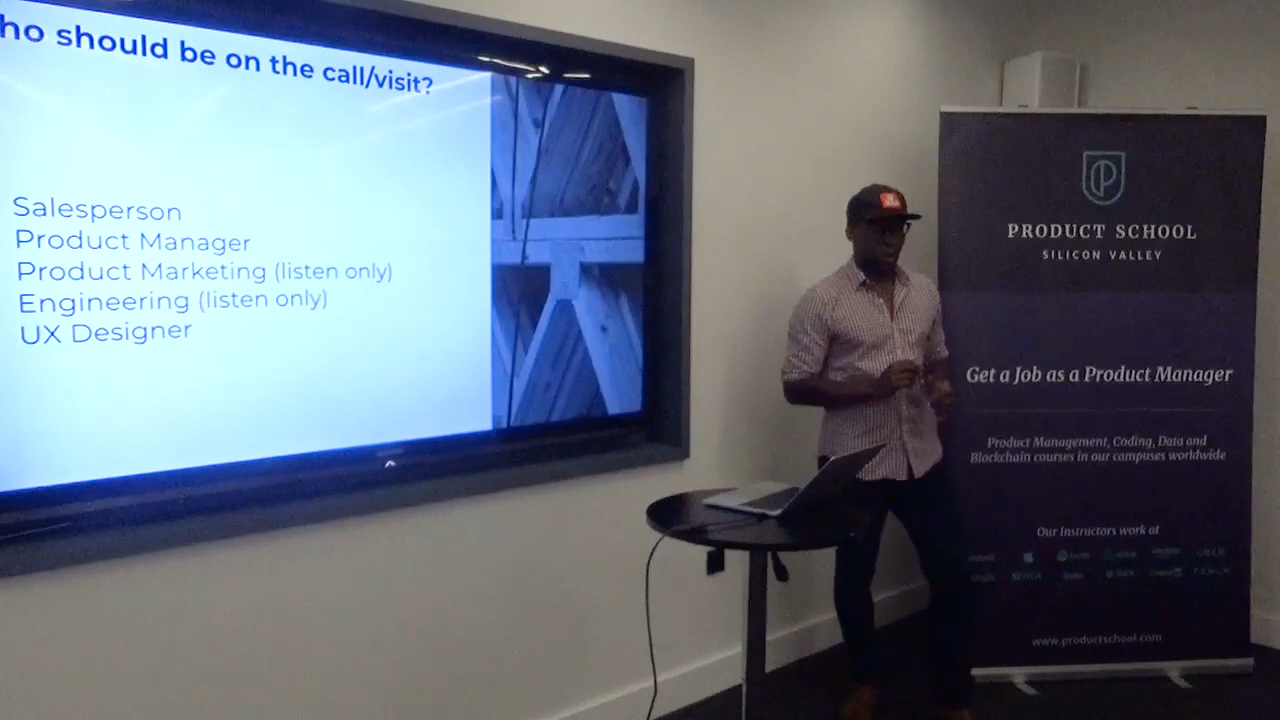 ho should be on the call/visit?
Salesperson
Product Manager
Product Marketing (listen only)
Engineering (listen only)
UX Designer
PRODUCT SCHOOL
SILICON VALLEY
Get a Job as a Product Manager
Product Management, Coding, Data and
Blockchain courses in our campuses worldwide
Our Instructors work at
www.productschool.com